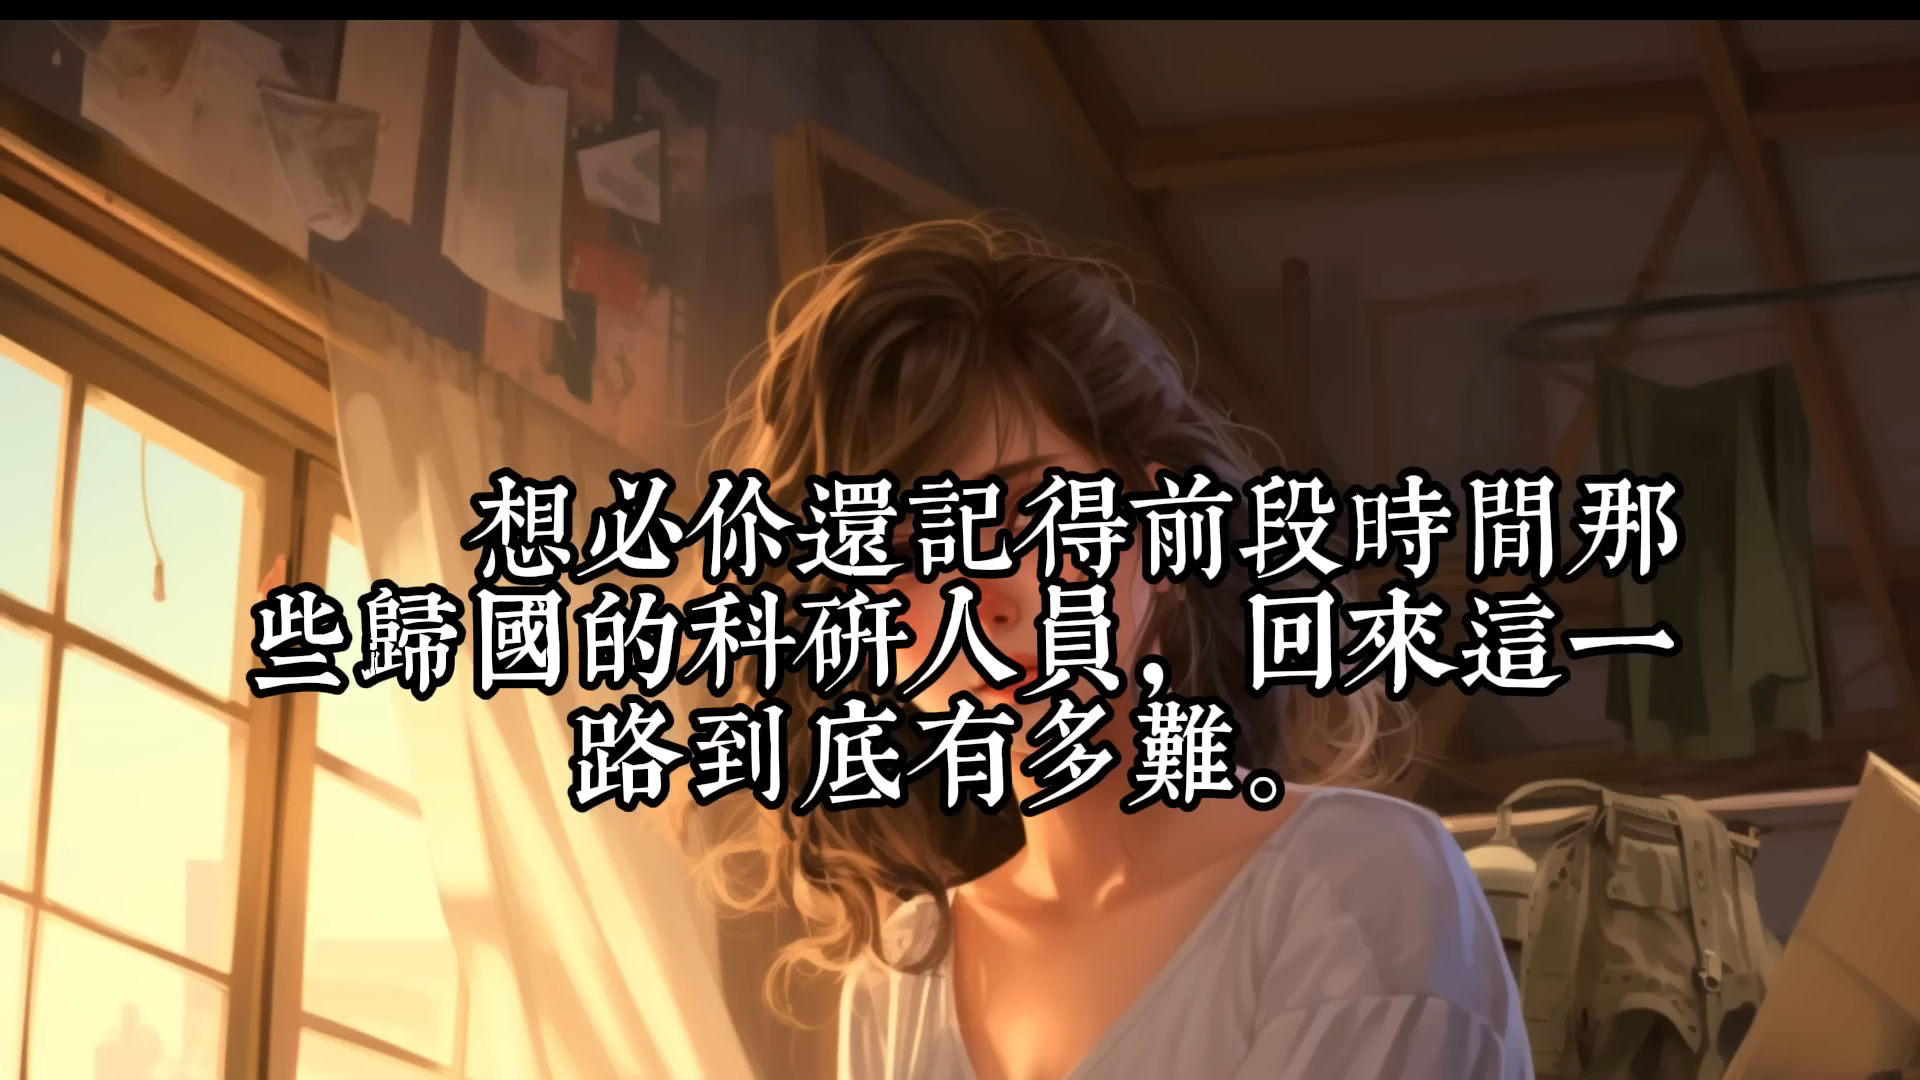 想必你還記得前段時間那
些歸國的科研人員，回來這一
路到底有多難。